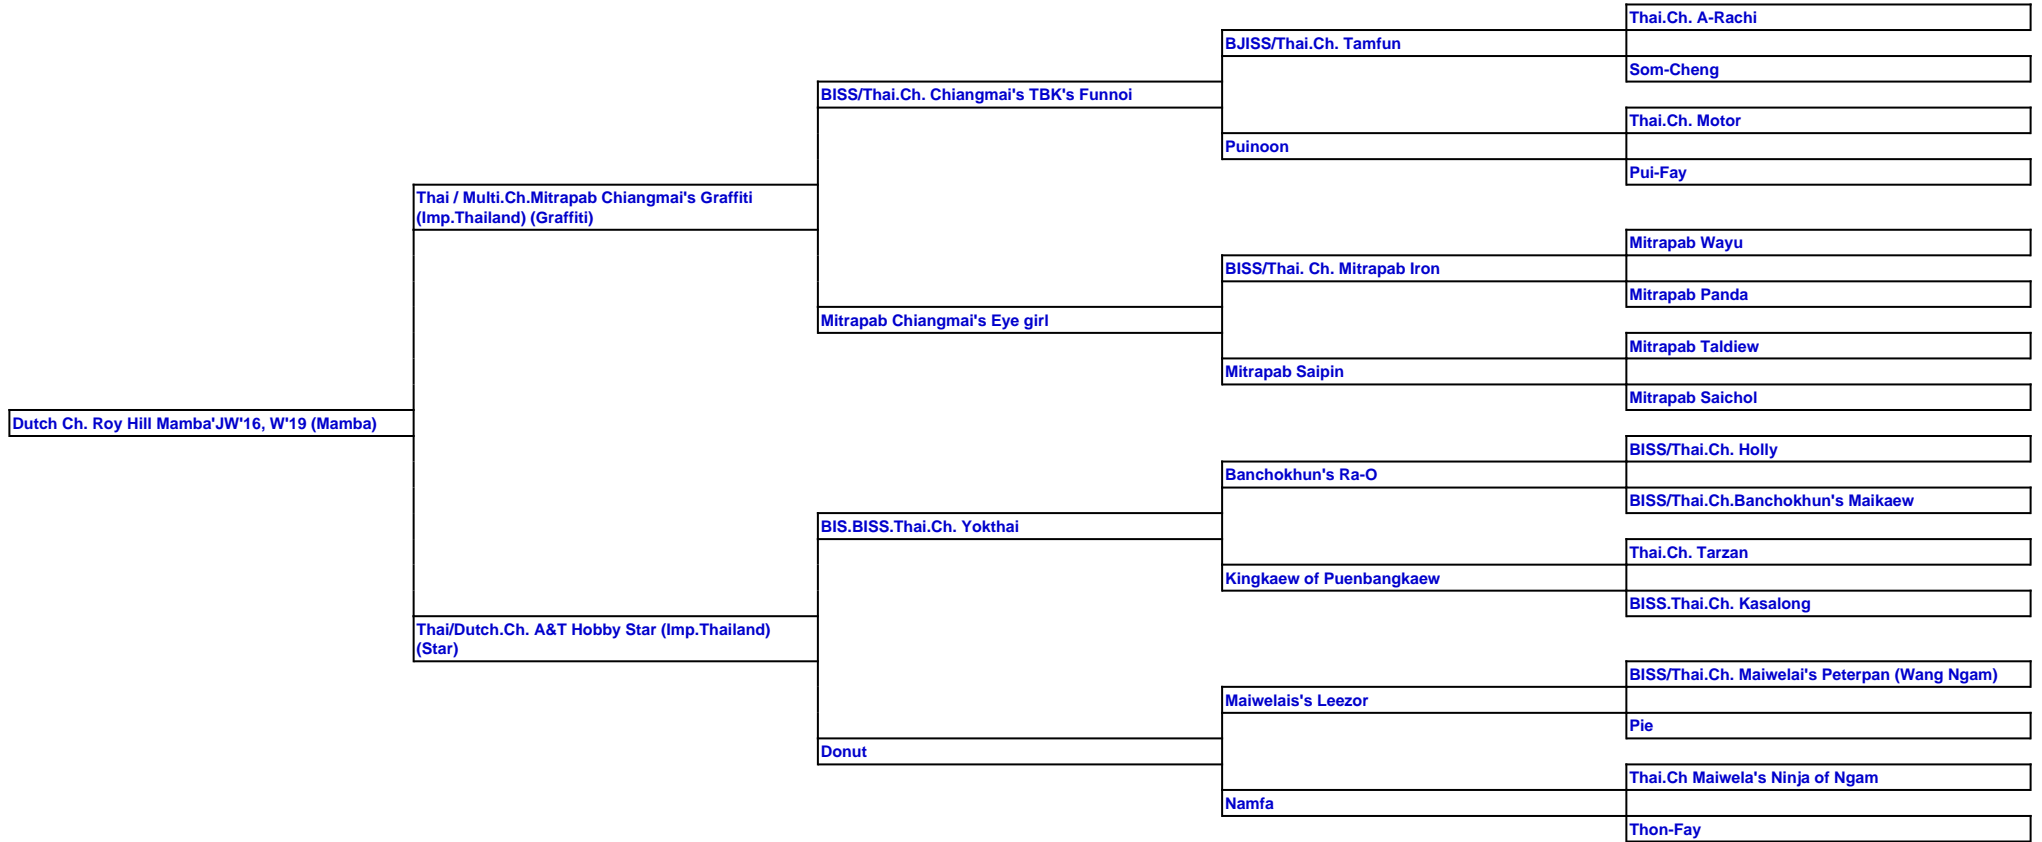 Thai.Ch. A-Rachi
BJISS/Thai.Ch. Tamfun
Som-Cheng
BISS/Thai.Ch. Chiangmai's TBK's Funnoi
Thai.Ch. Motor
Puinoon
Pui-Fay
Thai / Multi.Ch.Mitrapab Chiangmai's Graffiti
(Imp.Thailand) (Graffiti)
Mitrapab Wayu
BISS/Thai. Ch. Mitrapab Iron
Mitrapab Panda
Mitrapab Chiangmai's Eye girl
Mitrapab Taldiew
Mitrapab Saipin
Mitrapab Saichol
Dutch Ch. Roy Hill Mamba'JW'16, W'19 (Mamba)
BISS/Thai.Ch. Holly
Banchokhun's Ra-O
BISS/Thai.Ch.Banchokhun's Maikaew
BIS.BISS.Thai.Ch. Yokthai
Thai.Ch. Tarzan
Kingkaew of Puenbangkaew
BISS.Thai.Ch. Kasalong
Thai/Dutch.Ch. A&T Hobby Star (Imp.Thailand)
(Star)
BISS/Thai.Ch. Maiwelai's Peterpan (Wang Ngam)
Maiwelais's Leezor
Pie
Donut
Thai.Ch Maiwela's Ninja of Ngam
Namfa
Thon-Fay